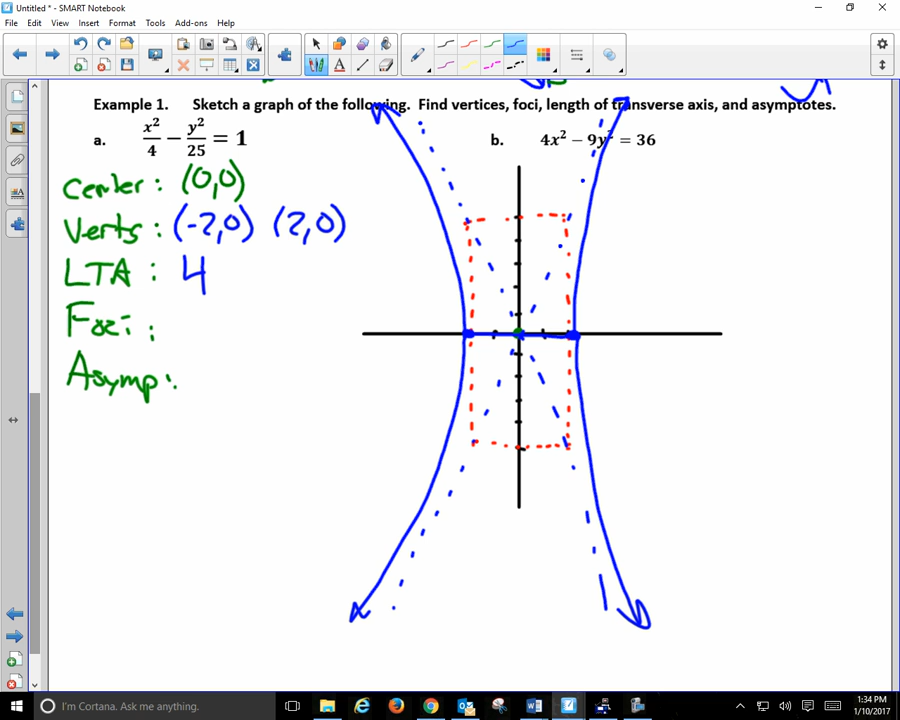 Untitled * - SMART Notebook
File Edit View Insert Format Tools Add-ons Help
Example 1. Sketch a graph of the following. Find vertices, foci, length of transverse axis, and asymptotes.
a. x²/4 − y²/25 = 1
b. 4x² − 9y² = 36
Center: (0,0)
Verts: (-2,0) (2,0)
LTA: 4
Foci:
Asymp:
I'm Cortana. Ask me anything.
1:34 PM
1/10/2017